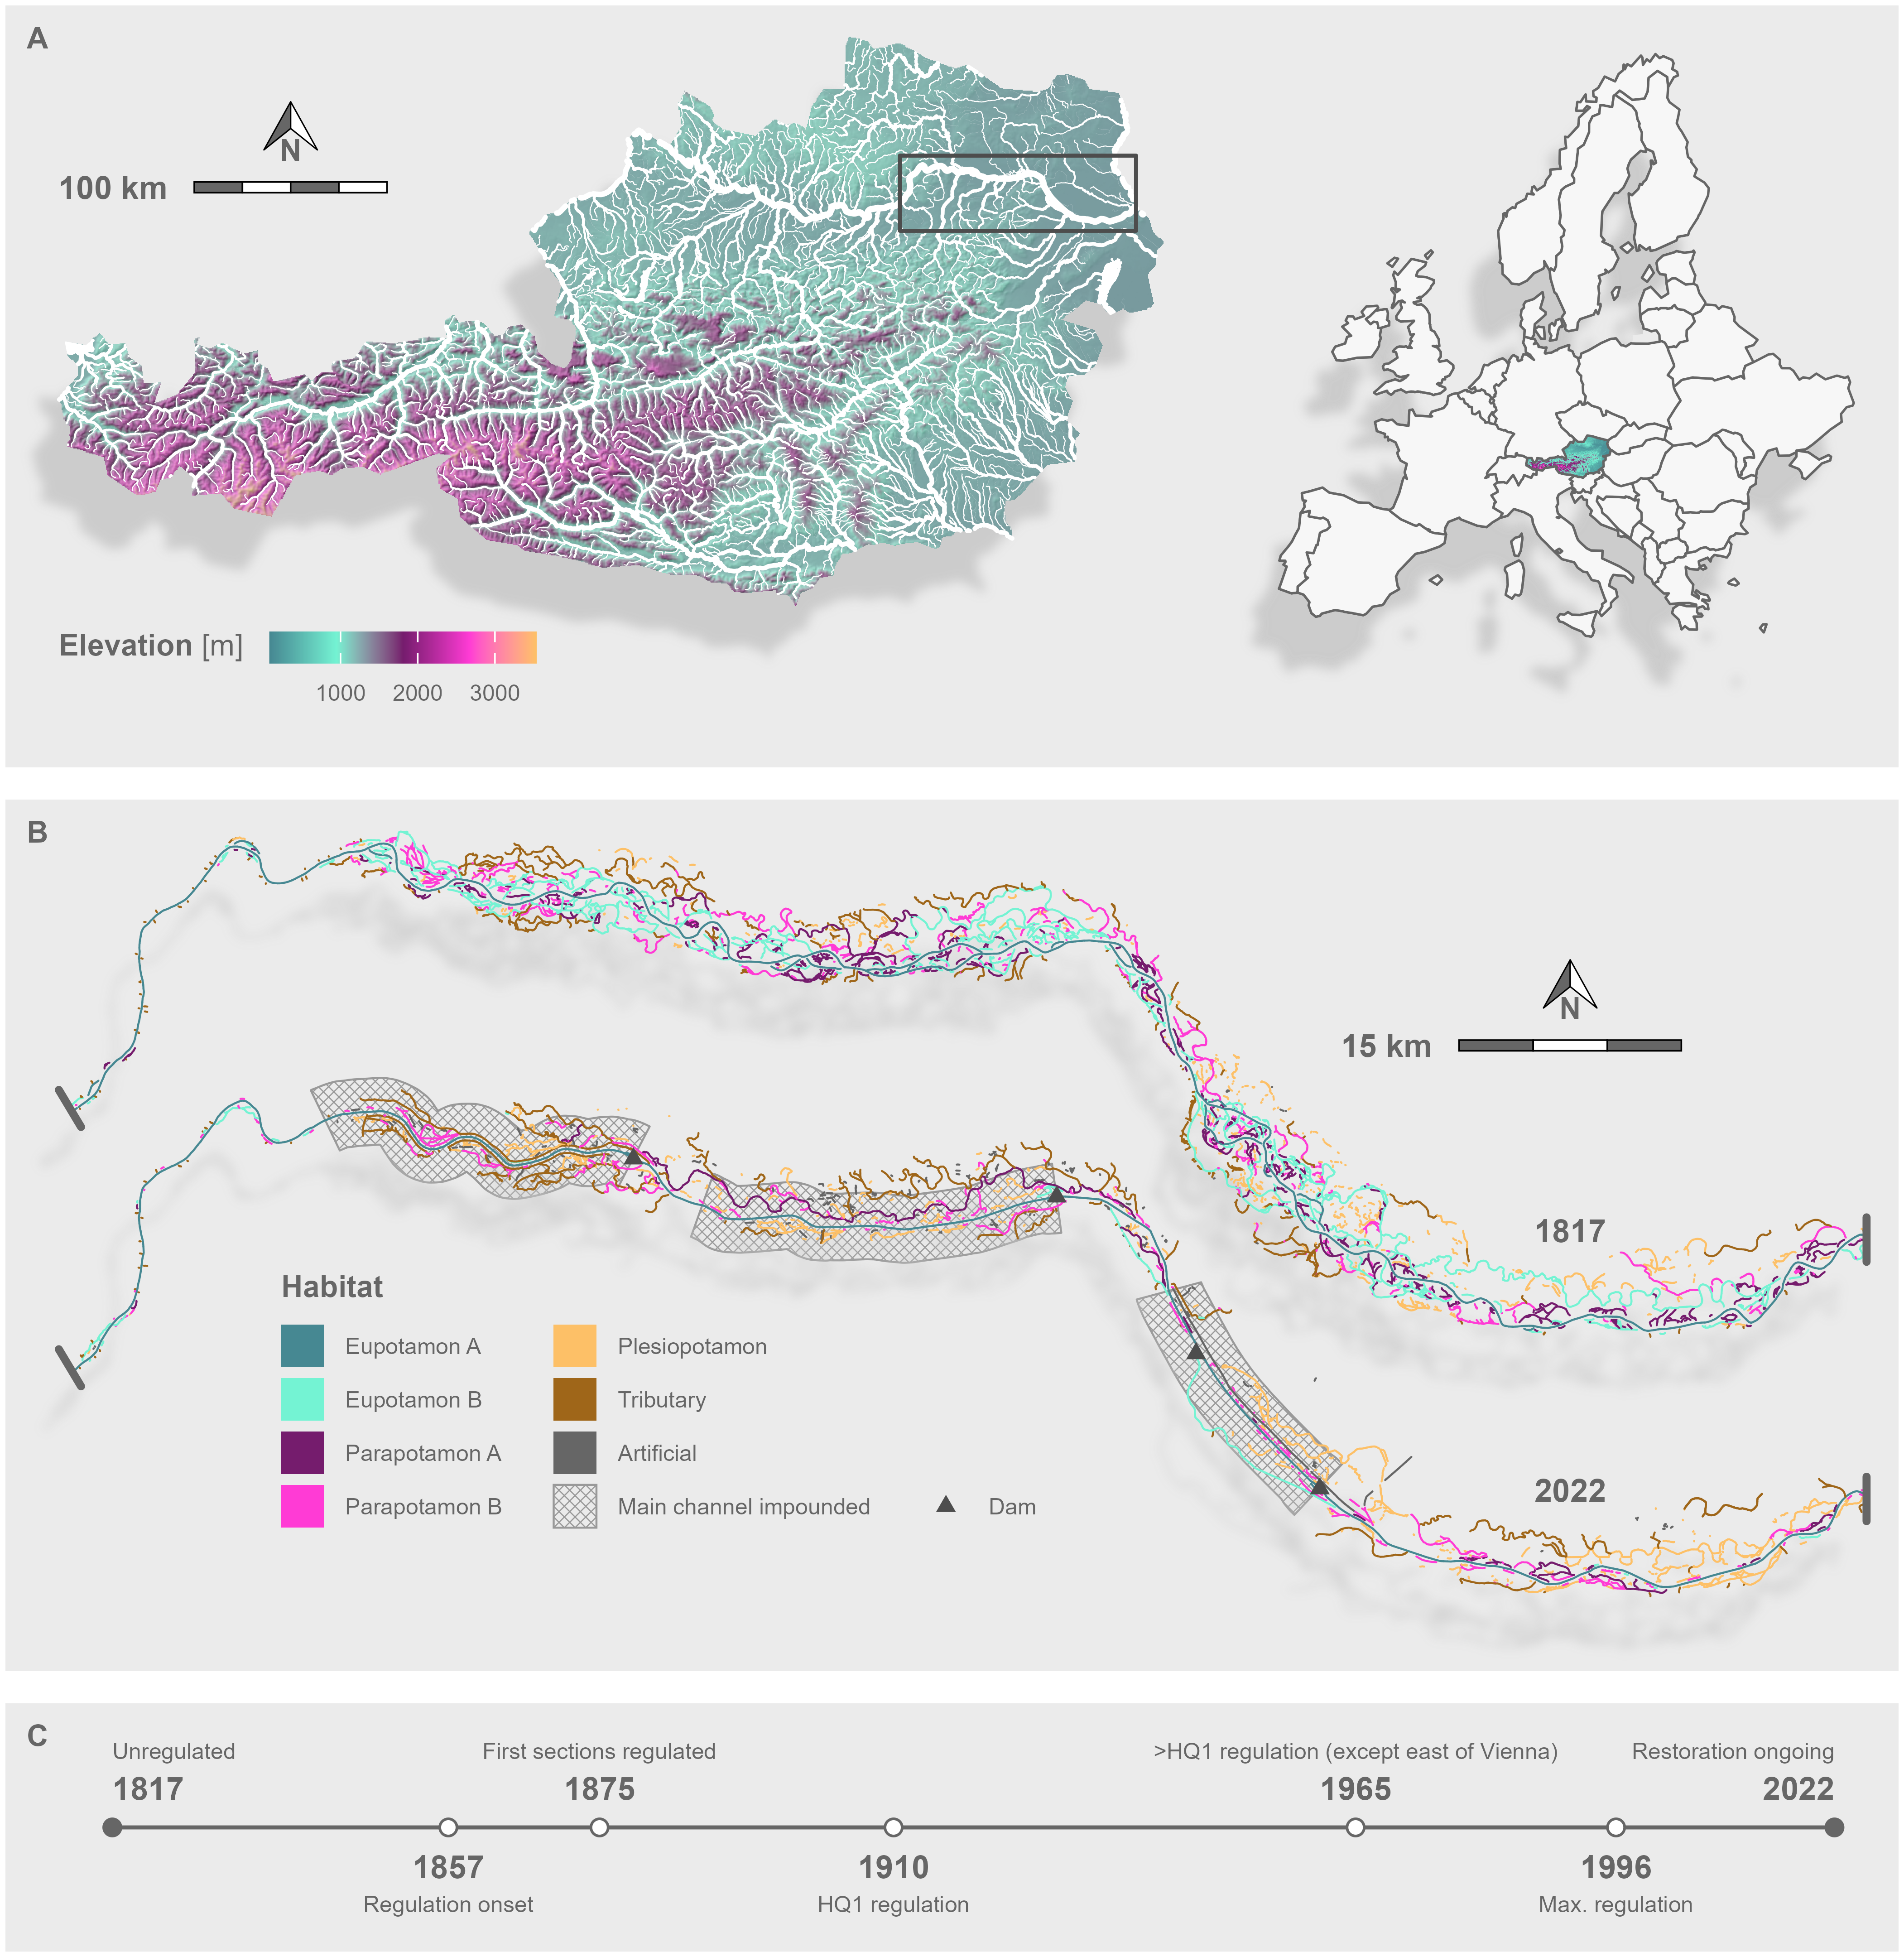 A
N
100 km
Elevation [m]
1000 2000 3000
B
N
15 km
1817
Habitat
Eupotamon A
Plesiopotamon
Eupotamon B
Tributary
Parapotamon A
Artificial
Parapotamon B
Main channel impounded
Dam
2022
C
Unregulated
First sections regulated
>HQ1 regulation (except east of Vienna)
Restoration ongoing
1817
1875
1965
2022
1857
1910
1996
Regulation onset
HQ1 regulation
Max. regulation